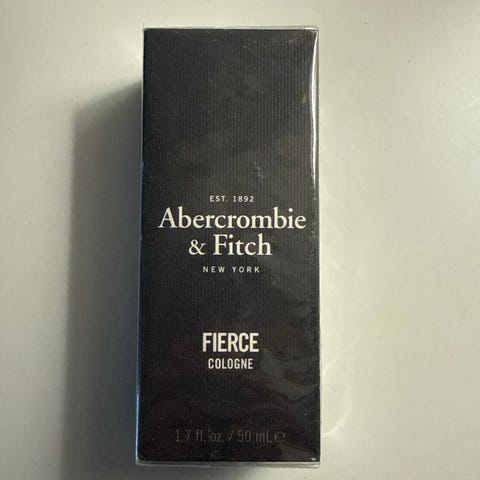 EST. 1892
Abercrombie
& Fitch
NEW YORK
FIERCE
COLOGNE
1.7 fl. oz. / 50 mL ℮